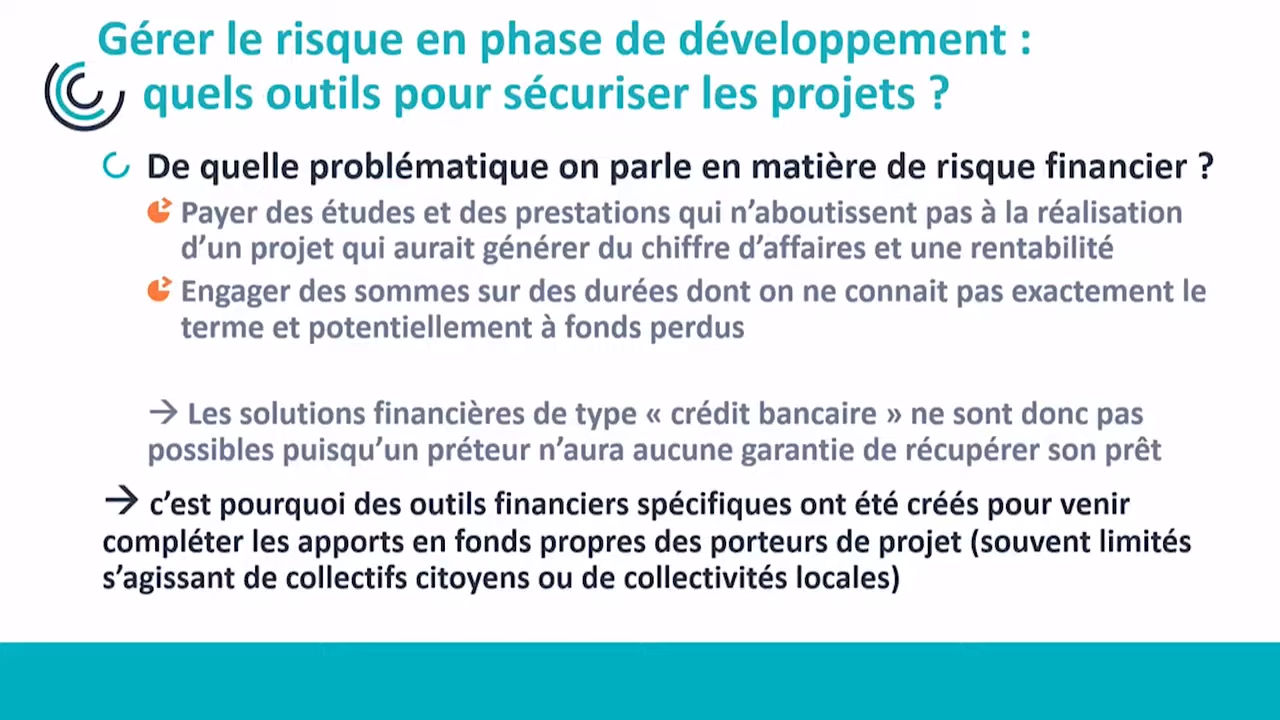 Gérer le risque en phase de développement :
quels outils pour sécuriser les projets ?
De quelle problématique on parle en matière de risque financier ?
Payer des études et des prestations qui n’aboutissent pas à la réalisation
d’un projet qui aurait générer du chiffre d’affaires et une rentabilité
Engager des sommes sur des durées dont on ne connait pas exactement le
terme et potentiellement à fonds perdus
→ Les solutions financières de type « crédit bancaire » ne sont donc pas
possibles puisqu’un préteur n’aura aucune garantie de récupérer son prêt
→ c’est pourquoi des outils financiers spécifiques ont été créés pour venir
compléter les apports en fonds propres des porteurs de projet (souvent limités
s’agissant de collectifs citoyens ou de collectivités locales)